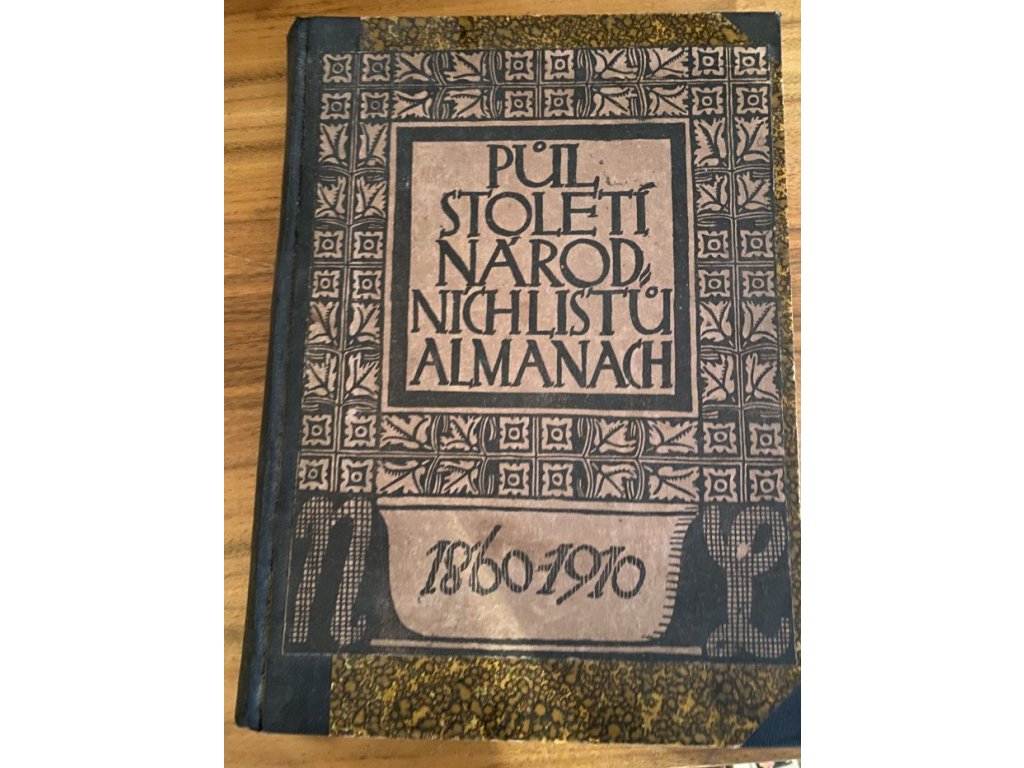 PŮL
STOLETÍ
NÁROD„
NÍCH LISTŮ
ALMANACH
N 1860-1910 L